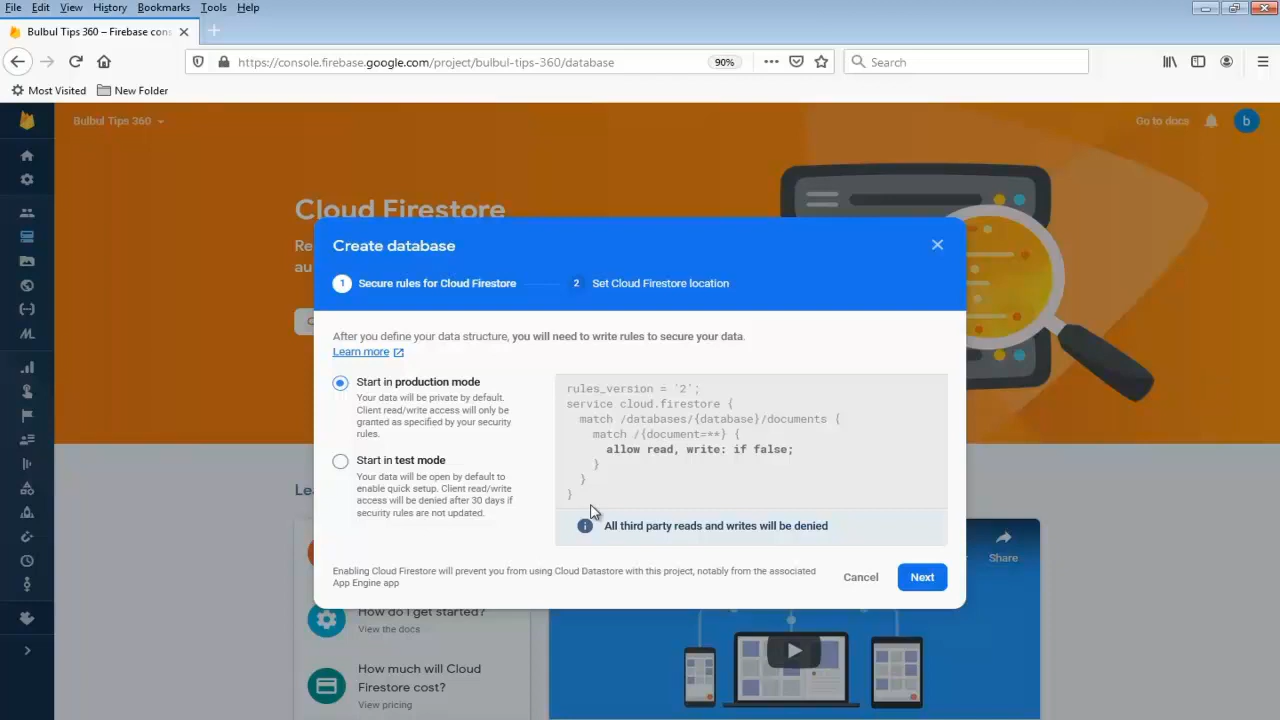 File Edit View History Bookmarks Tools Help
Bulbul Tips 360 – Firebase cons
https://console.firebase.google.com/project/bulbul-tips-360/database
90%
Search
Most Visited
New Folder
Bulbul Tips 360
Go to docs
b
Cloud Firestore
Re
au
Create database
1 Secure rules for Cloud Firestore
2 Set Cloud Firestore location
After you define your data structure, you will need to write rules to secure your data.
Learn more
Start in production mode
Your data will be private by default.
Client read/write access will only be
granted as specified by your security
rules.
Start in test mode
Your data will be open by default to
enable quick setup. Client read/write
access will be denied after 30 days if
security rules are not updated.
rules_version = '2';
service cloud.firestore {
match /databases/{database}/documents {
match /{document=**} {
allow read, write: if false;
}
}
}
All third party reads and writes will be denied
Enabling Cloud Firestore will prevent you from using Cloud Datastore with this project, notably from the associated
App Engine app
Cancel
Next
Lea
Share
How do I get started?
View the docs
How much will Cloud
Firestore cost?
View pricing